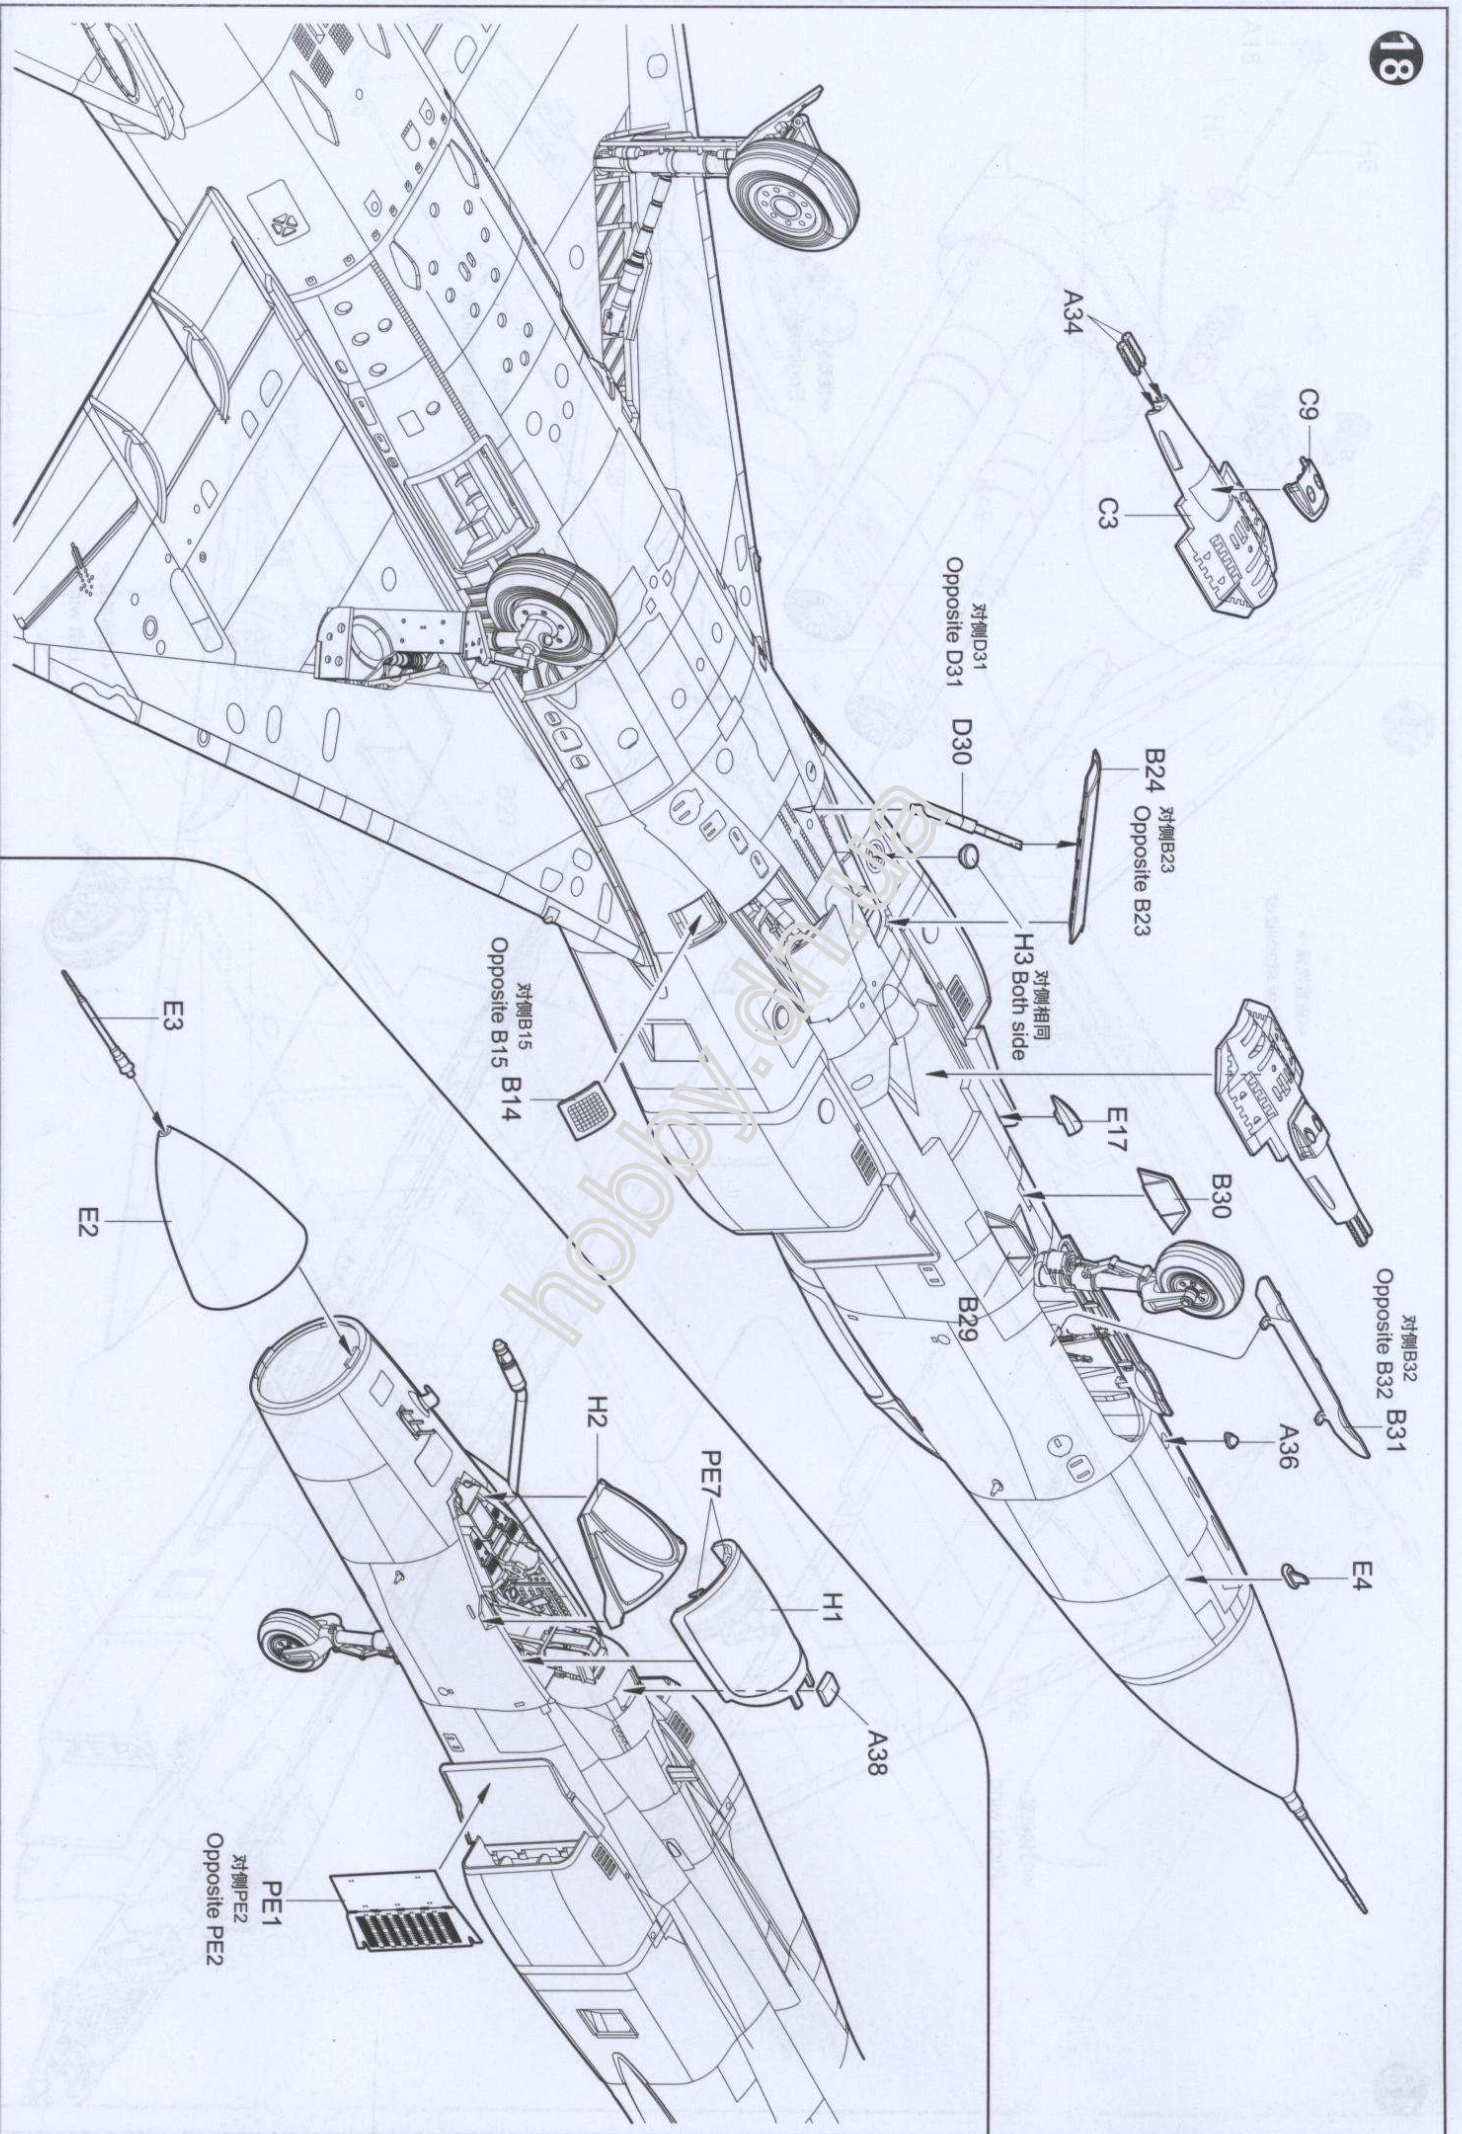 18
A34
C9
C3
对侧D31
Opposite D31
D30
对侧B23
B24 Opposite B23
对侧相同
H3 Both side
E17
B30
对侧B32
Opposite B32 B31
A36
E4
B29
对侧B15
Opposite B15 B14
E3
E2
H2
PE7
H1
A38
PE1
对侧PE2
Opposite PE2
hobby.dn.ua